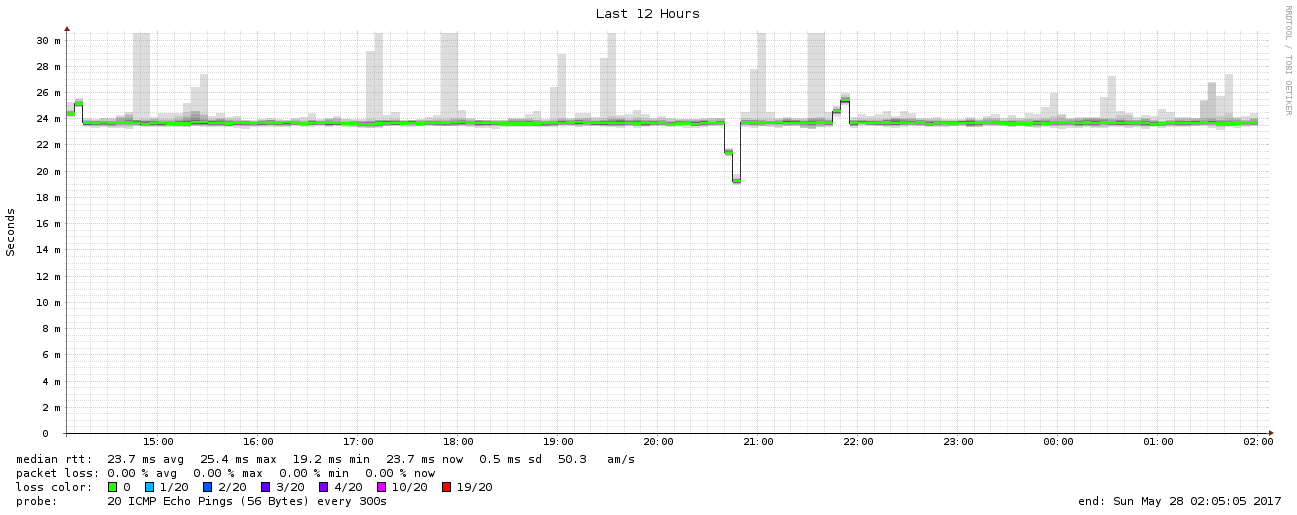 Last 12 Hours
RRDTOOL / TOBI OETIKER
Seconds
30 m
28 m
26 m
24 m
22 m
20 m
18 m
16 m
14 m
12 m
10 m
8 m
6 m
4 m
2 m
0
15:00 16:00 17:00 18:00 19:00 20:00 21:00 22:00 23:00 00:00 01:00 02:00
median rtt: 23.7 ms avg 25.4 ms max 19.2 ms min 23.7 ms now 0.5 ms sd 50.3 am/s
packet loss: 0.00 % avg 0.00 % max 0.00 % min 0.00 % now
loss color: 0 1/20 2/20 3/20 4/20 10/20 19/20
probe: 20 ICMP Echo Pings (56 Bytes) every 300s
end: Sun May 28 02:05:05 2017